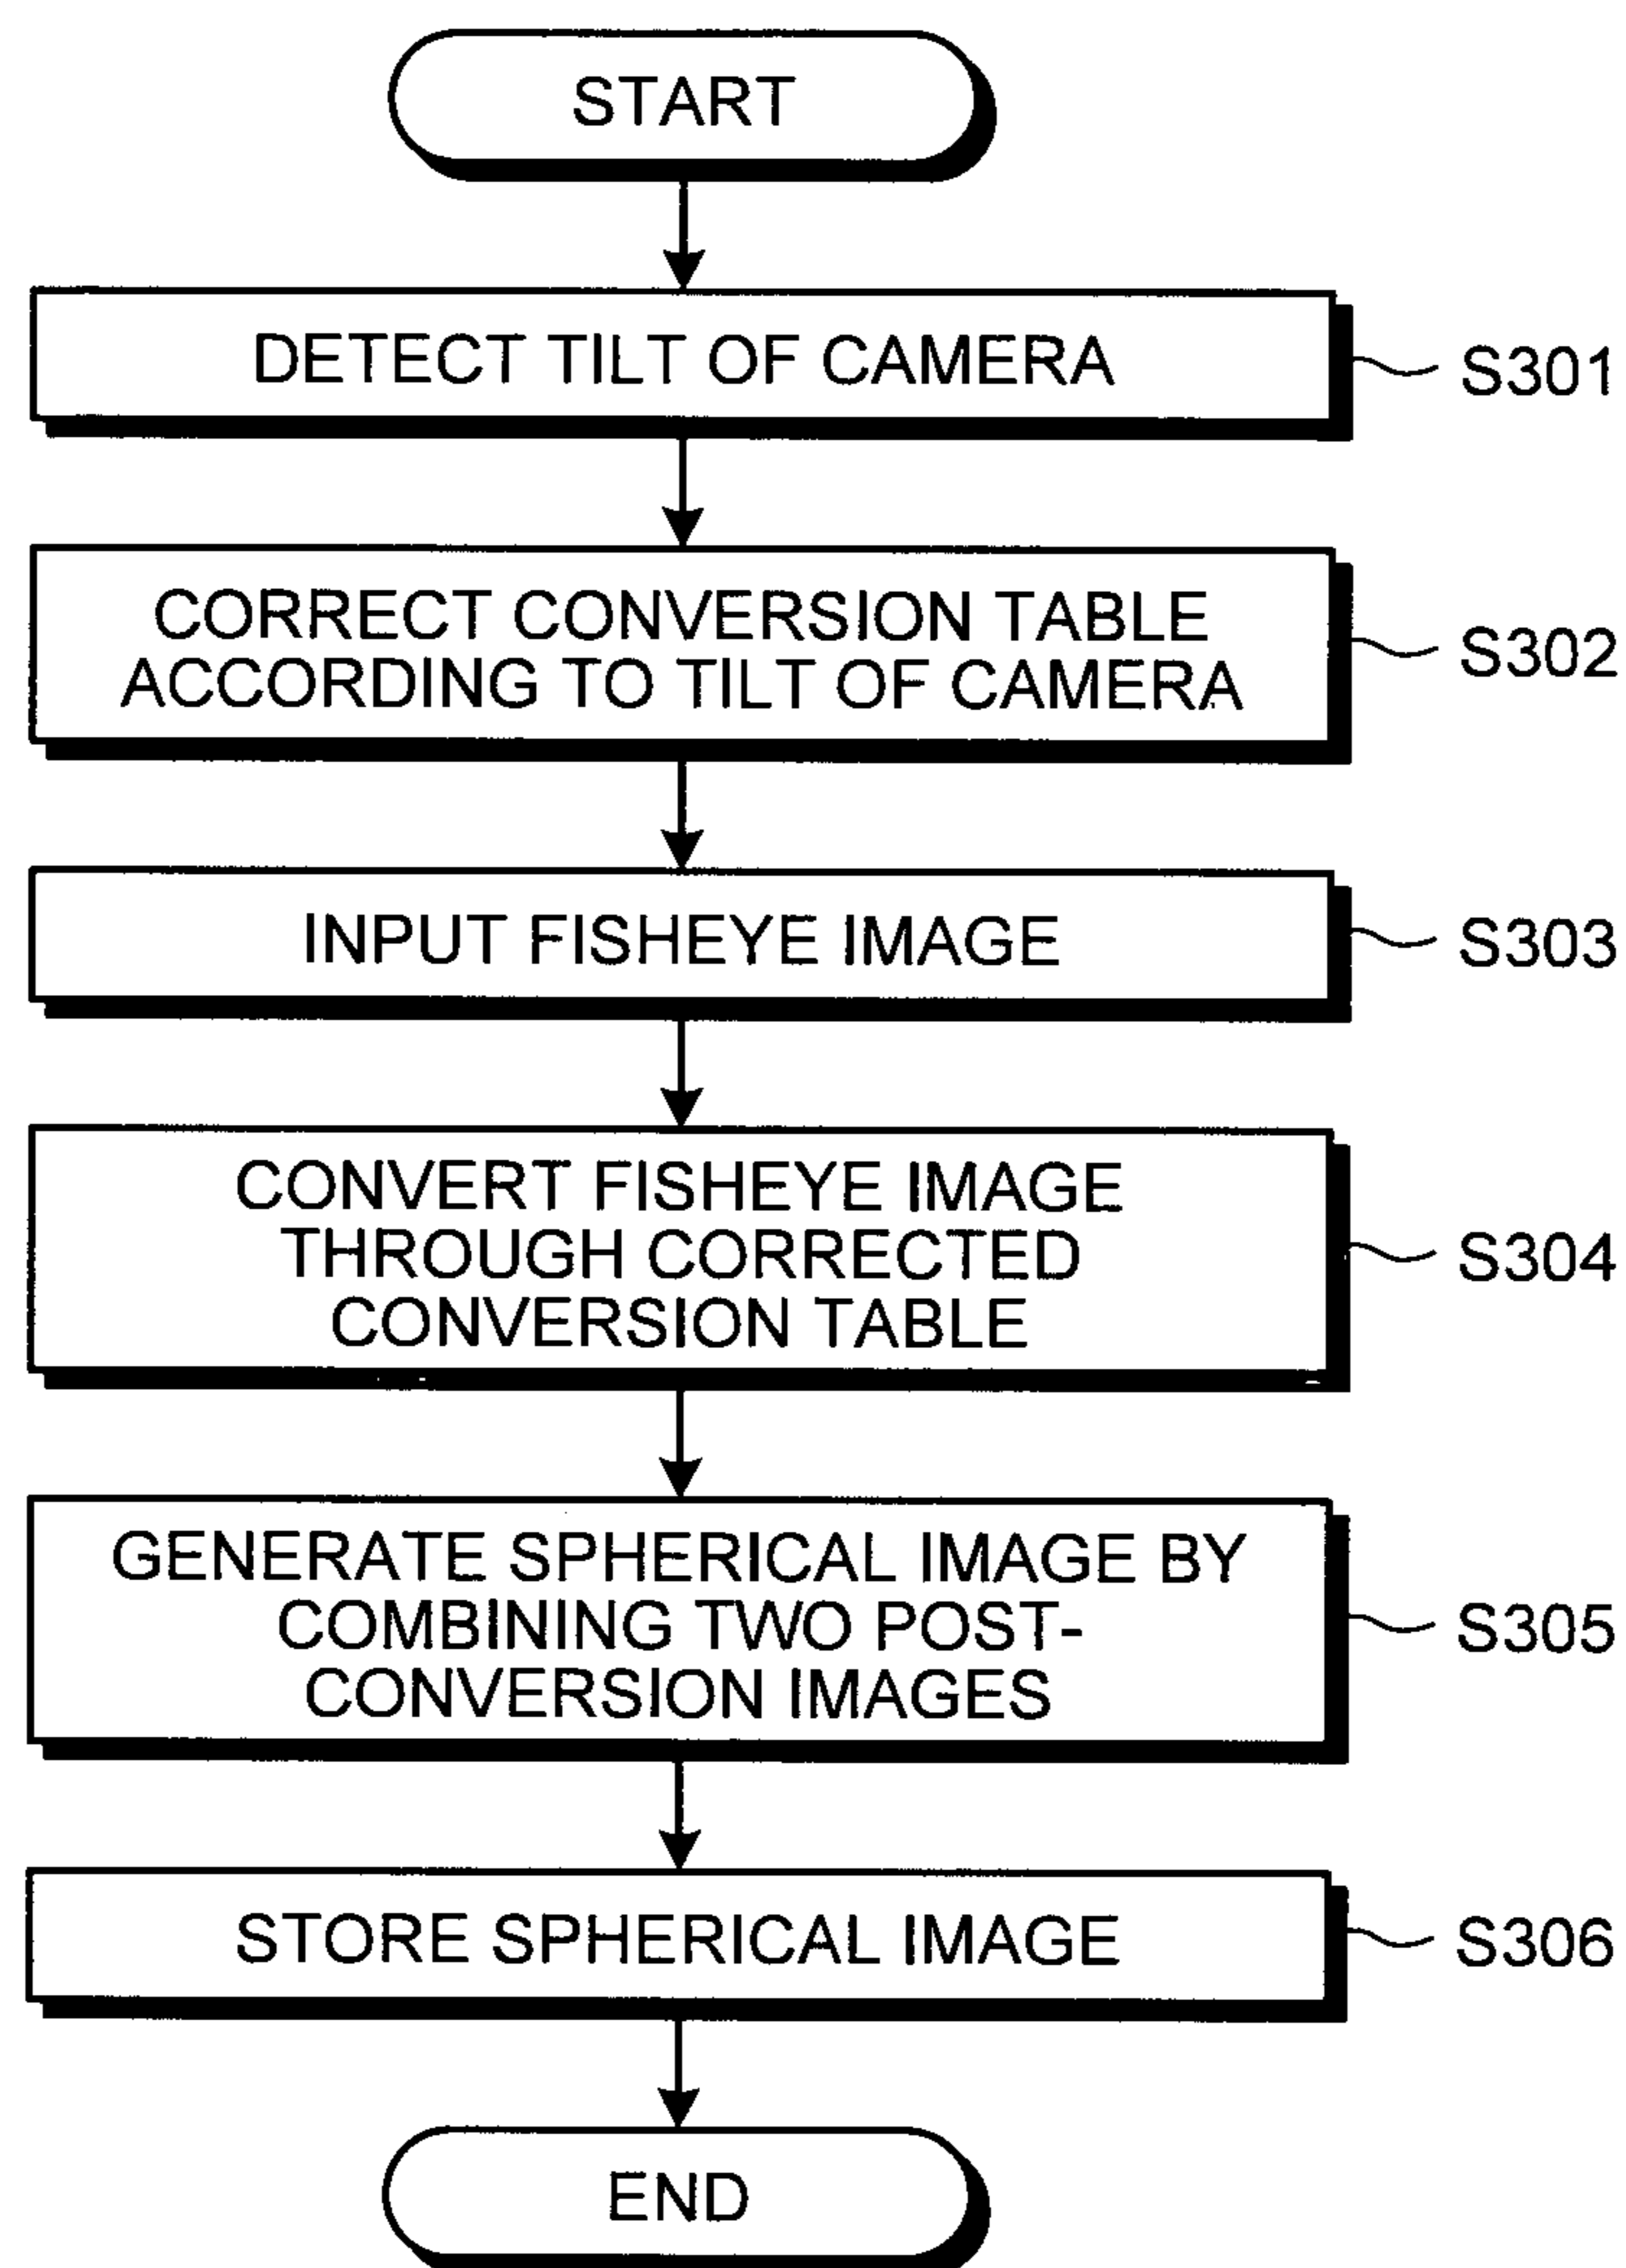 START
DETECT TILT OF CAMERA
S301
CORRECT CONVERSION TABLE
ACCORDING TO TILT OF CAMERA
S302
INPUT FISHEYE IMAGE
S303
CONVERT FISHEYE IMAGE
THROUGH CORRECTED
CONVERSION TABLE
S304
GENERATE SPHERICAL IMAGE BY
COMBINING TWO POST-
CONVERSION IMAGES
S305
STORE SPHERICAL IMAGE
S306
END